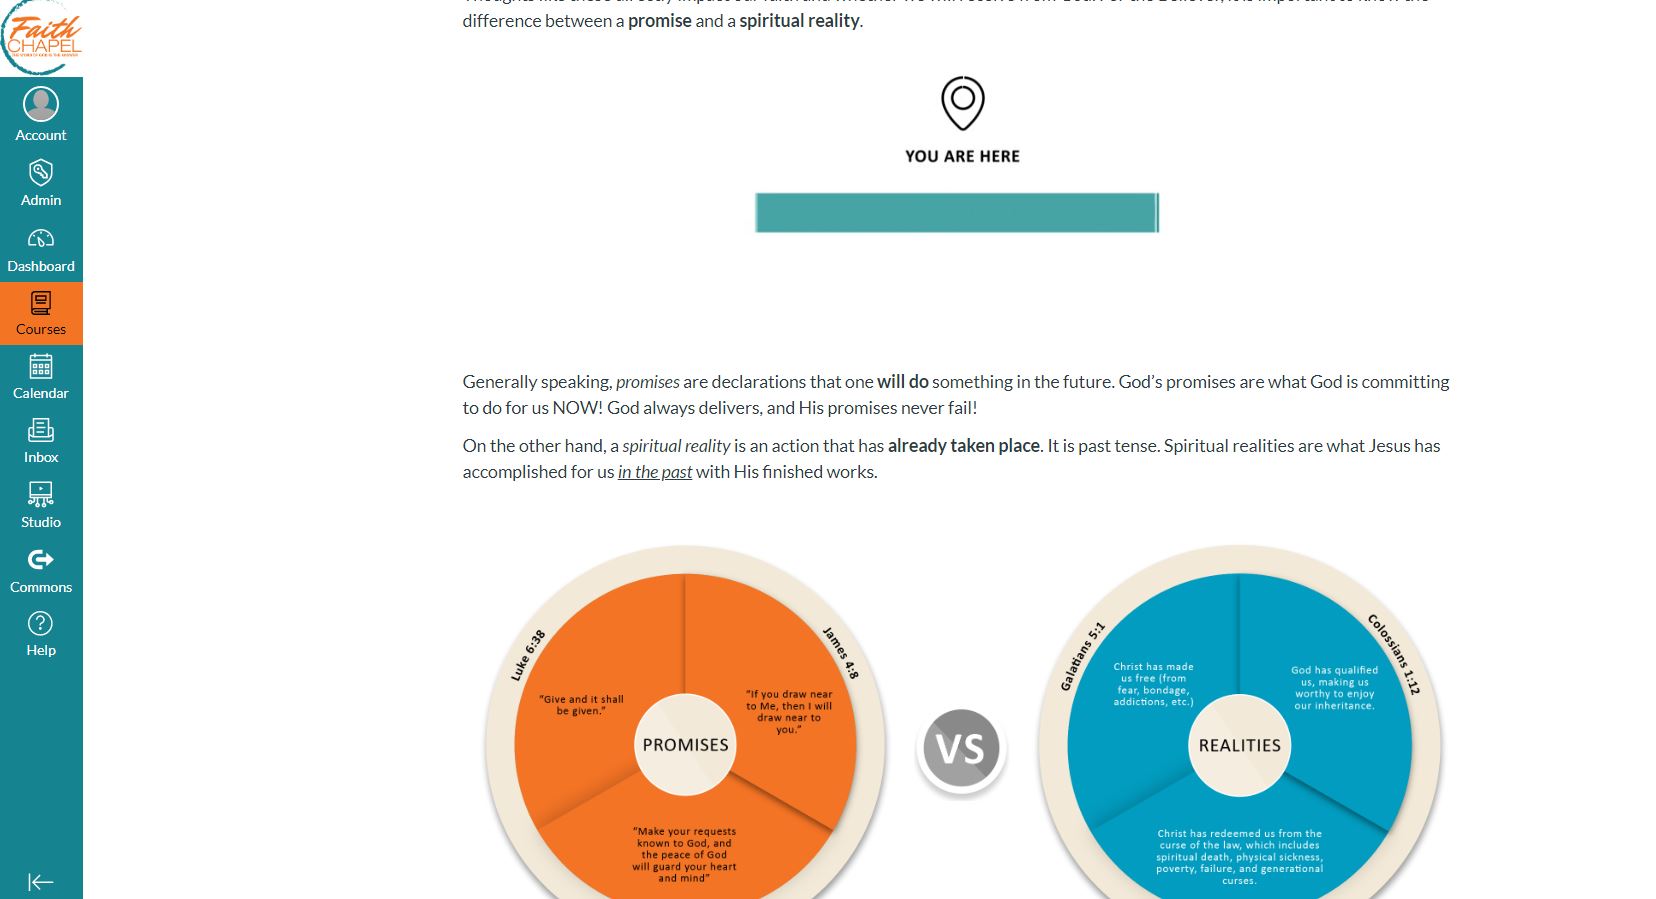 Faith
CHAPEL
Account
Admin
Dashboard
Courses
Calendar
Inbox
Studio
Commons
Help
difference between a promise and a spiritual reality.
YOU ARE HERE
Generally speaking, promises are declarations that one will do something in the future. God’s promises are what God is committing
to do for us NOW! God always delivers, and His promises never fail!
On the other hand, a spiritual reality is an action that has already taken place. It is past tense. Spiritual realities are what Jesus has
accomplished for us in the past with His finished works.
Luke 6:38
James 4:8
"Give and it shall
be given."
"If you draw near
to Me, then I will
draw near to
you."
PROMISES
"Make your requests
known to God, and
the peace of God
will guard your heart
and mind"
VS
Galatians 5:1
Colossians 1:12
Christ has made
us free (from
fear, bondage,
addictions, etc.)
God has qualified
us, making us
worthy to enjoy
our inheritance.
REALITIES
Christ has redeemed us from the
curse of the law, which includes
spiritual death, physical sickness,
poverty, failure, and generational
curses.